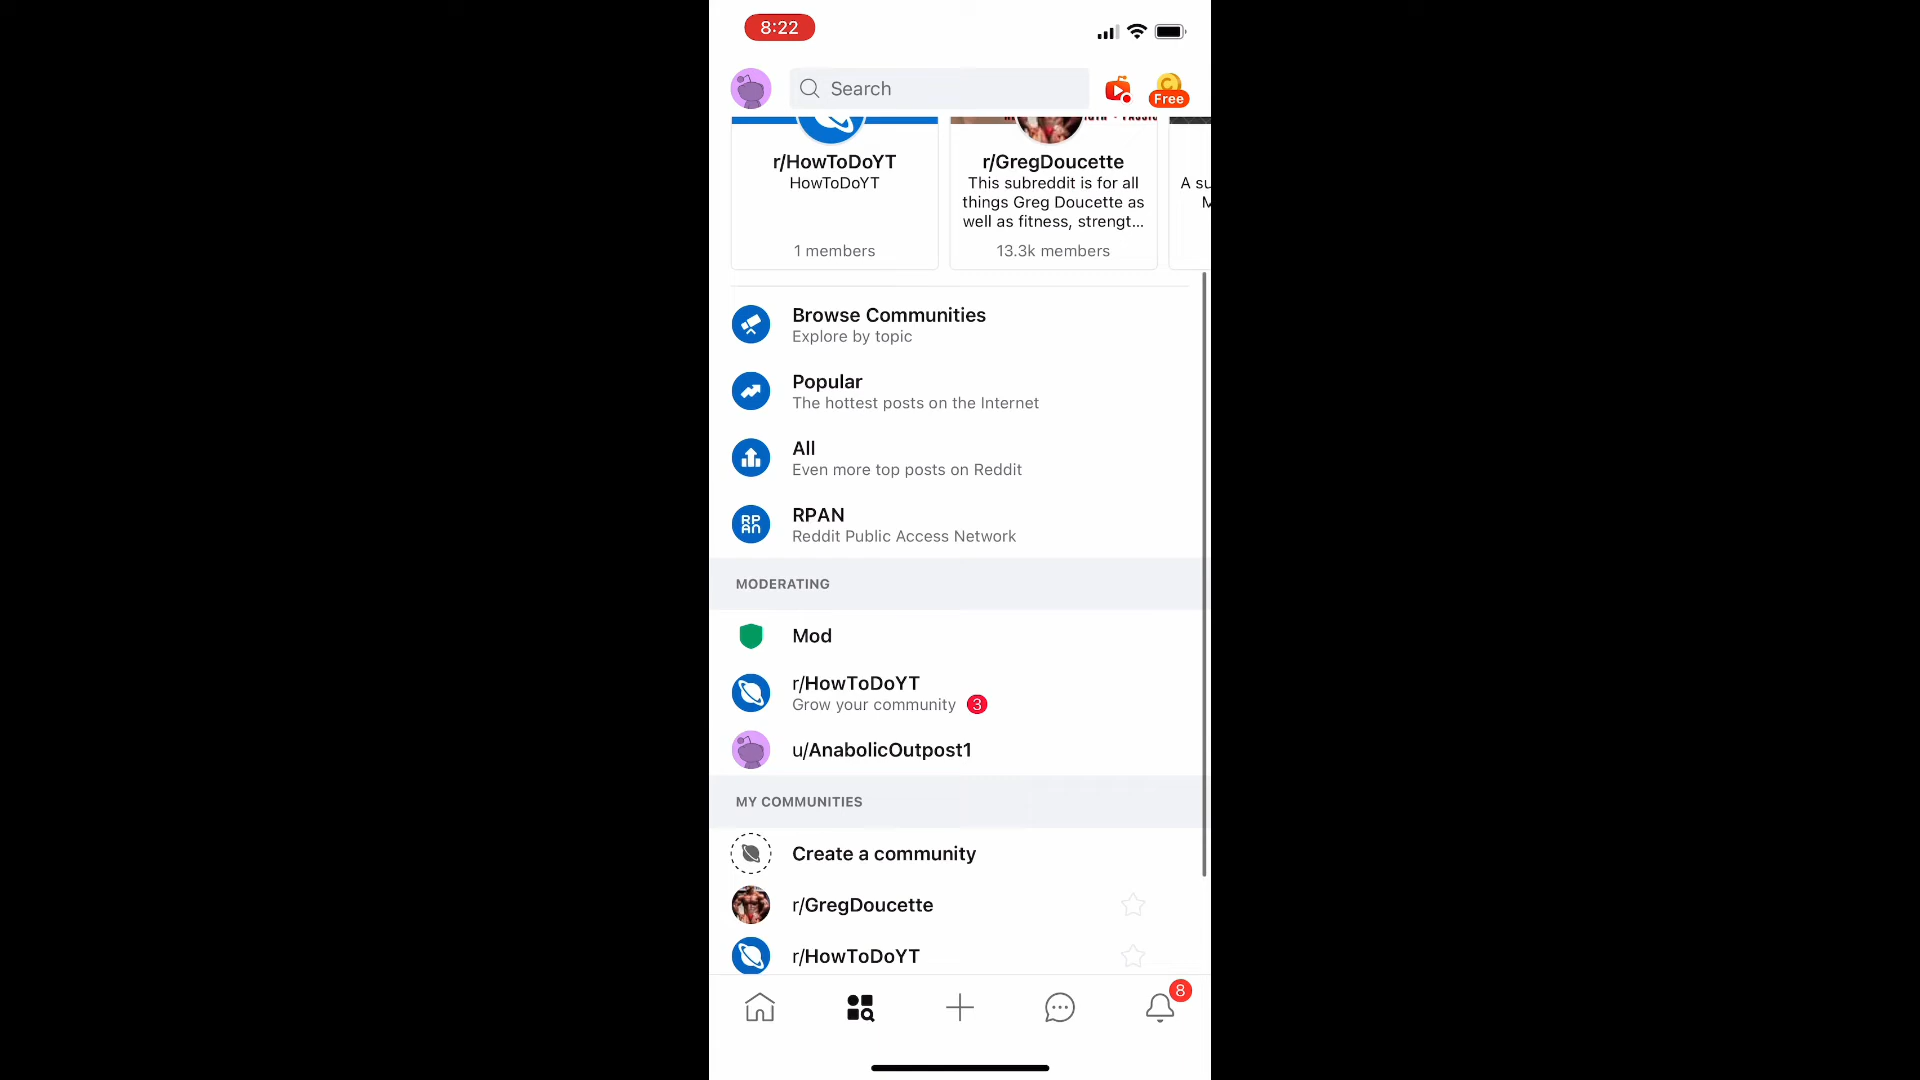 8:22
Search
Free
r/HowToDoYT
HowToDoYT
1 members
r/GregDoucette
This subreddit is for all
things Greg Doucette as
well as fitness, strengt...
13.3k members
A su
M
Browse Communities
Explore by topic
Popular
The hottest posts on the Internet
All
Even more top posts on Reddit
RPAN
RPAN
Reddit Public Access Network
MODERATING
Mod
r/HowToDoYT
Grow your community 3
u/AnabolicOutpost1
MY COMMUNITIES
Create a community
r/GregDoucette
r/HowToDoYT
8